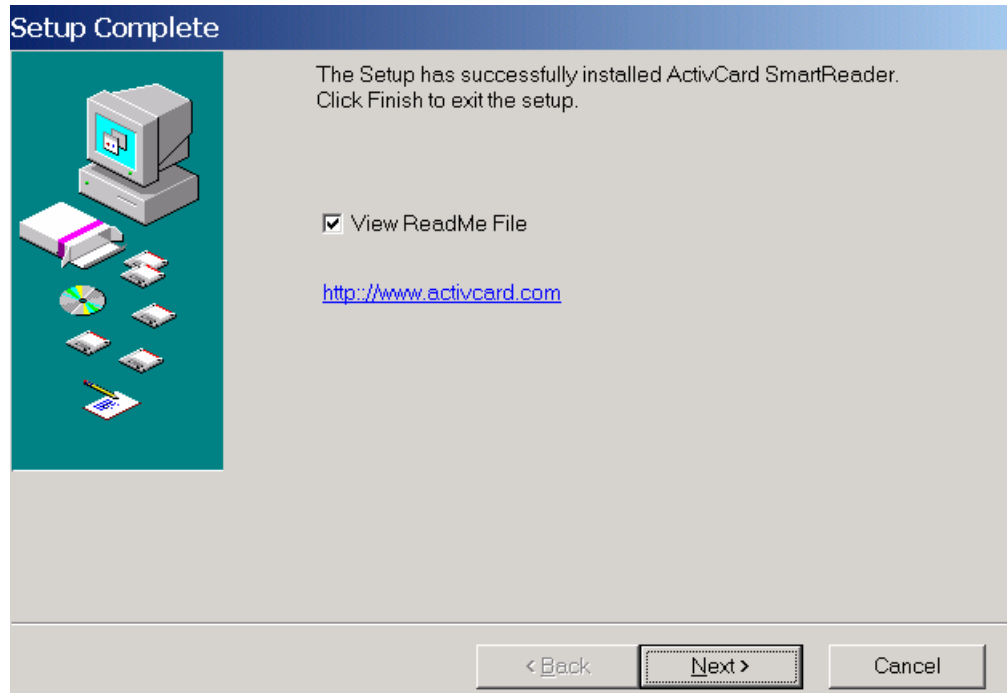 Setup Complete
The Setup has successfully installed ActivCard SmartReader.
Click Finish to exit the setup.
View ReadMe File
http:://www.activcard.com
< Back
Next >
Cancel